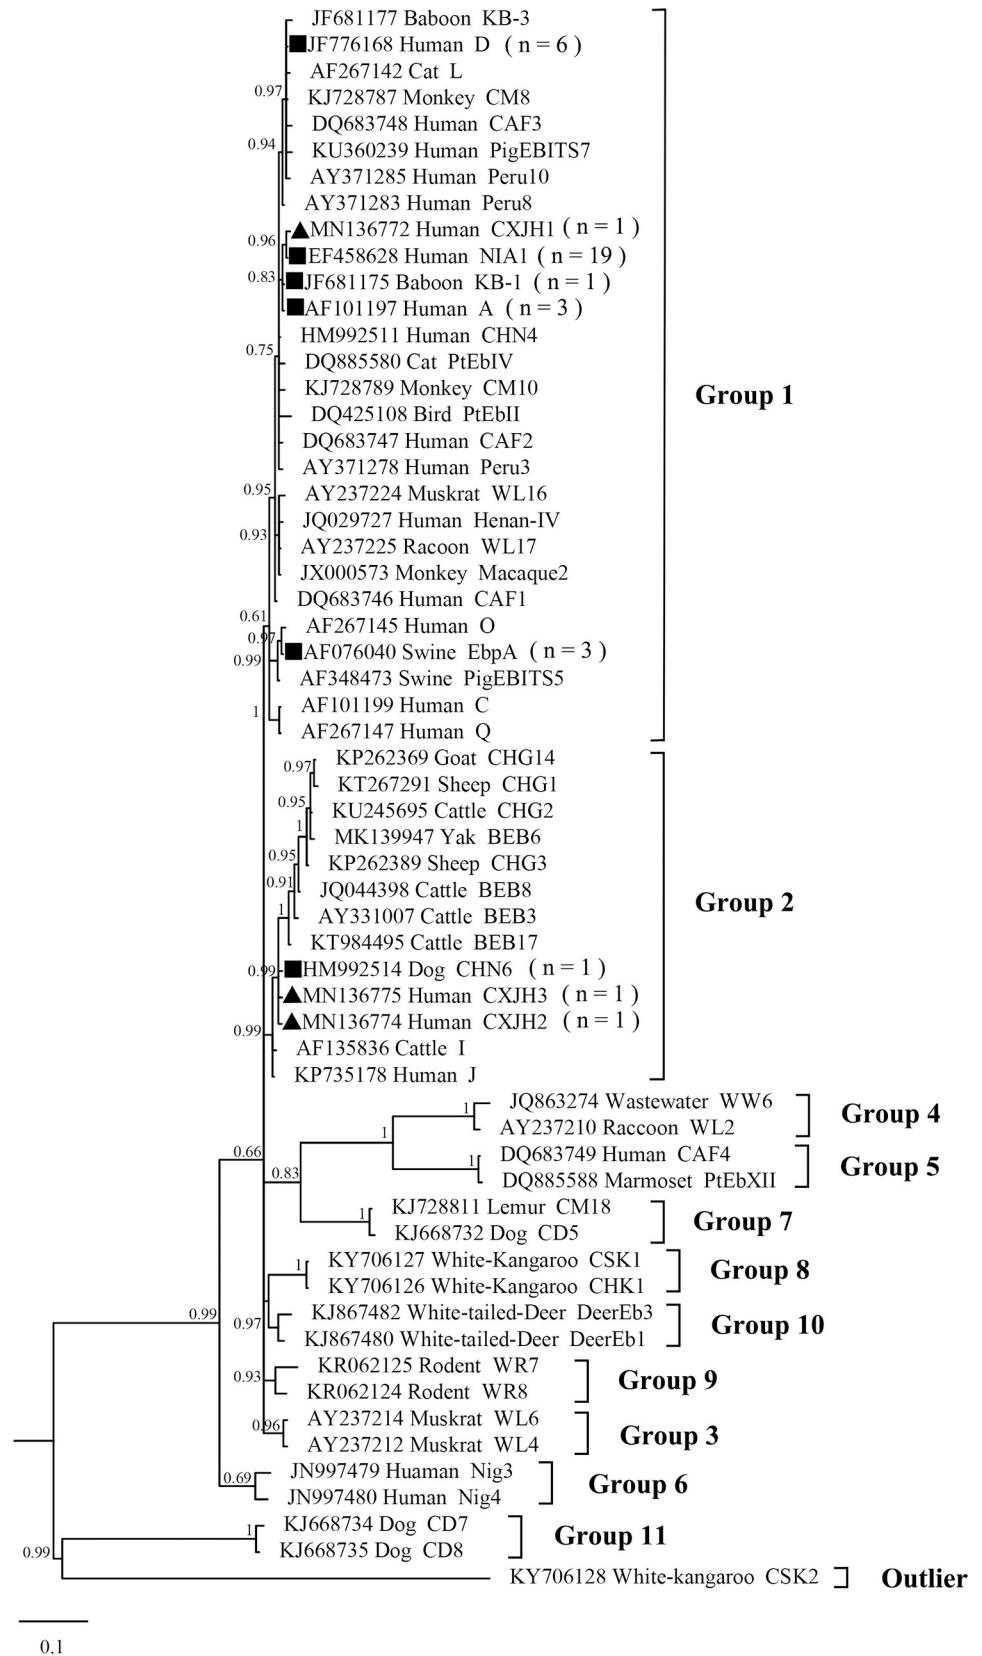 JF681177 Baboon KB-3
JF776168 Human D ( n = 6 )
AF267142 Cat L
0.97
KJ728787 Monkey CM8
DQ683748 Human CAF3
0.94
KU360239 Human PigEBITS7
AY371285 Human Peru10
AY371283 Human Peru8
MN136772 Human CXJH1 ( n = 1 )
0.96
EF458628 Human NIA1 ( n = 19 )
0.83
JF681175 Baboon KB-1 ( n = 1 )
AF101197 Human A ( n = 3 )
HM992511 Human CHN4
0.75
DQ885580 Cat PtEbIV
KJ728789 Monkey CM10
Group 1
DQ425108 Bird PtEbII
DQ683747 Human CAF2
AY371278 Human Peru3
0.95
AY237224 Muskrat WL16
JQ029727 Human Henan-IV
0.93
AY237225 Racoon WL17
JX000573 Monkey Macaque2
DQ683746 Human CAF1
0.61
AF267145 Human O
0.97
AF076040 Swine EbpA ( n = 3 )
0.99
AF348473 Swine PigEBITS5
AF101199 Human C
1
AF267147 Human Q
KP262369 Goat CHG14
0.97
KT267291 Sheep CHG1
0.95
KU245695 Cattle CHG2
1
MK139947 Yak BEB6
0.95
KP262389 Sheep CHG3
0.91
JQ044398 Cattle BEB8
Group 2
1
AY331007 Cattle BEB3
KT984495 Cattle BEB17
0.99
HM992514 Dog CHN6 ( n = 1 )
MN136775 Human CXJH3 ( n = 1 )
MN136774 Human CXJH2 ( n = 1 )
0.99
AF135836 Cattle I
KP735178 Human J
JQ863274 Wastewater WW6
1
Group 4
AY237210 Raccoon WL2
1
DQ683749 Human CAF4
0.66
1
Group 5
0.83
DQ885588 Marmoset PtEbXII
KJ728811 Lemur CM18
1
Group 7
KJ668732 Dog CD5
KY706127 White-Kangaroo CSK1
1
Group 8
KY706126 White-Kangaroo CHK1
0.99
KJ867482 White-tailed-Deer DeerEb3
0.97
Group 10
KJ867480 White-tailed-Deer DeerEb1
KR062125 Rodent WR7
0.93
Group 9
KR062124 Rodent WR8
AY237214 Muskrat WL6
0.96
Group 3
AY237212 Muskrat WL4
JN997479 Huaman Nig3
0.69
Group 6
JN997480 Human Nig4
KJ668734 Dog CD7
1
Group 11
KJ668735 Dog CD8
0.99
KY706128 White-kangaroo CSK2
Outlier
0.1